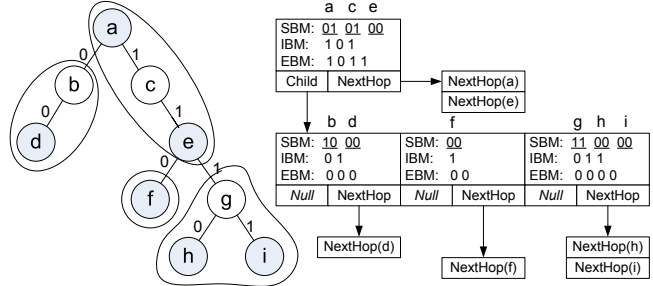 a
0
1
b
c
0
1
d
e
0
1
f
g
0
1
h
i
a c e
SBM: 01 01 00
IBM: 1 0 1
EBM: 1 0 1 1
Child NextHop
NextHop(a)
NextHop(e)
b d
SBM: 10 00
IBM: 0 1
EBM: 0 0 0
Null NextHop
NextHop(d)
f
SBM: 00
IBM: 1
EBM: 0 0
Null NextHop
NextHop(f)
g h i
SBM: 11 00 00
IBM: 0 1 1
EBM: 0 0 0 0
Null NextHop
NextHop(h)
NextHop(i)